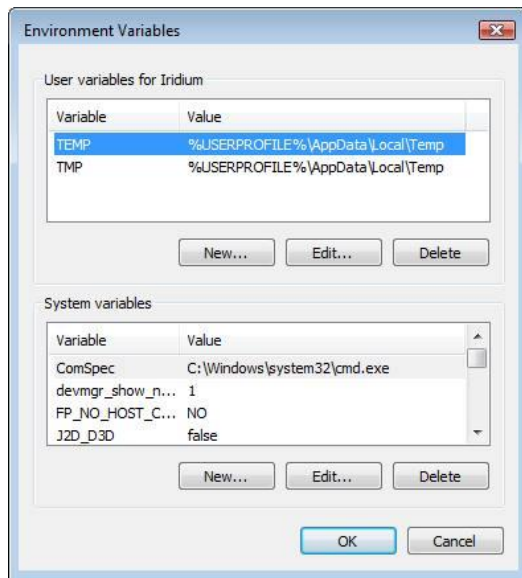 Environment Variables
User variables for Iridium
Variable Value
TEMP %USERPROFILE%\AppData\Local\Temp
TMP %USERPROFILE%\AppData\Local\Temp
New... Edit... Delete
System variables
Variable Value
ComSpec C:\Windows\system32\cmd.exe
devmgr_show_n... 1
FP_NO_HOST_C... NO
J2D_D3D false
New... Edit... Delete
OK Cancel